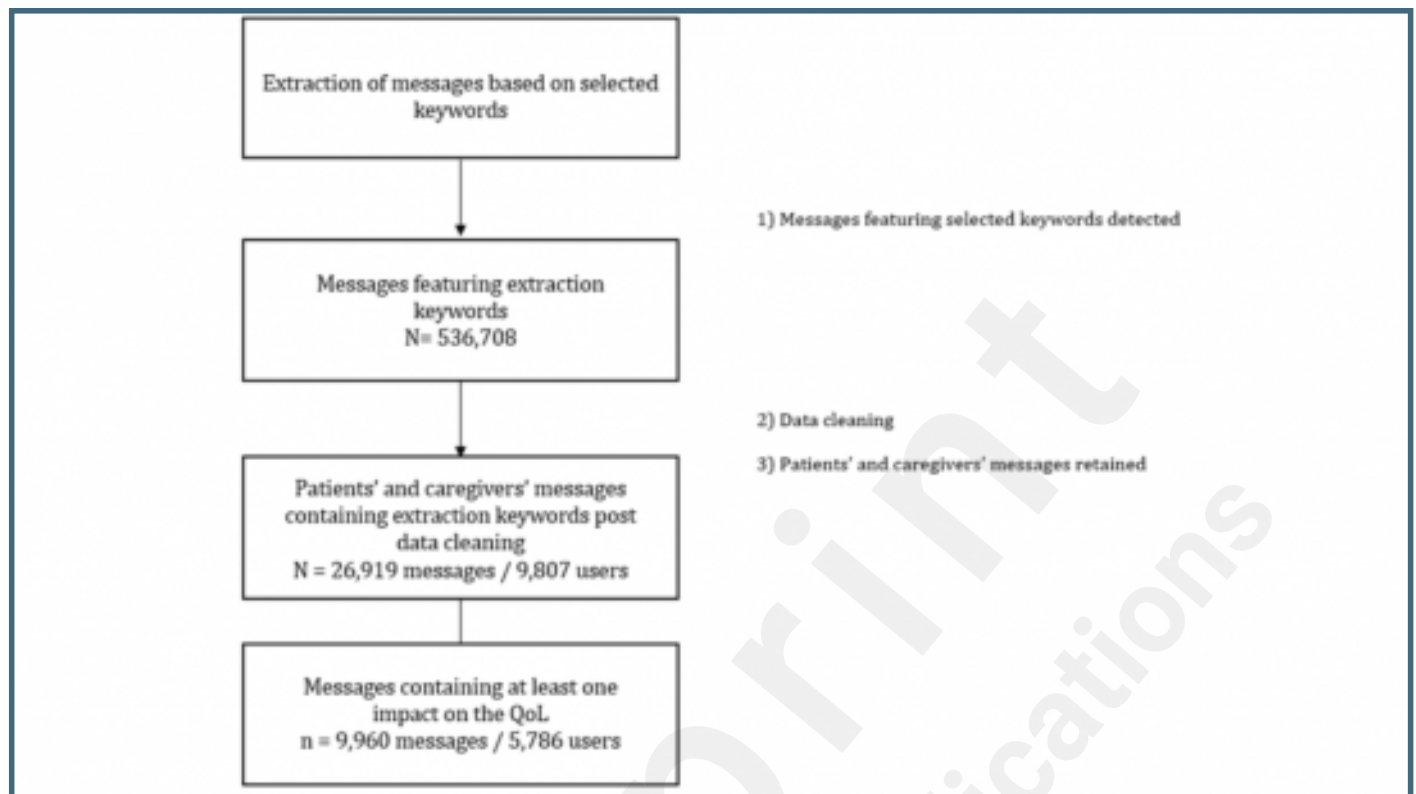 Extraction of messages based on selected
keywords
1) Messages featuring selected keywords detected
Messages featuring extraction
keywords
N= 536,708
2) Data cleaning
3) Patients' and caregivers' messages retained
Patients' and caregivers' messages
containing extraction keywords post
data cleaning
N = 26,919 messages / 9,807 users
Messages containing at least one
impact on the QoL
n = 9,960 messages / 5,786 users
print
ications